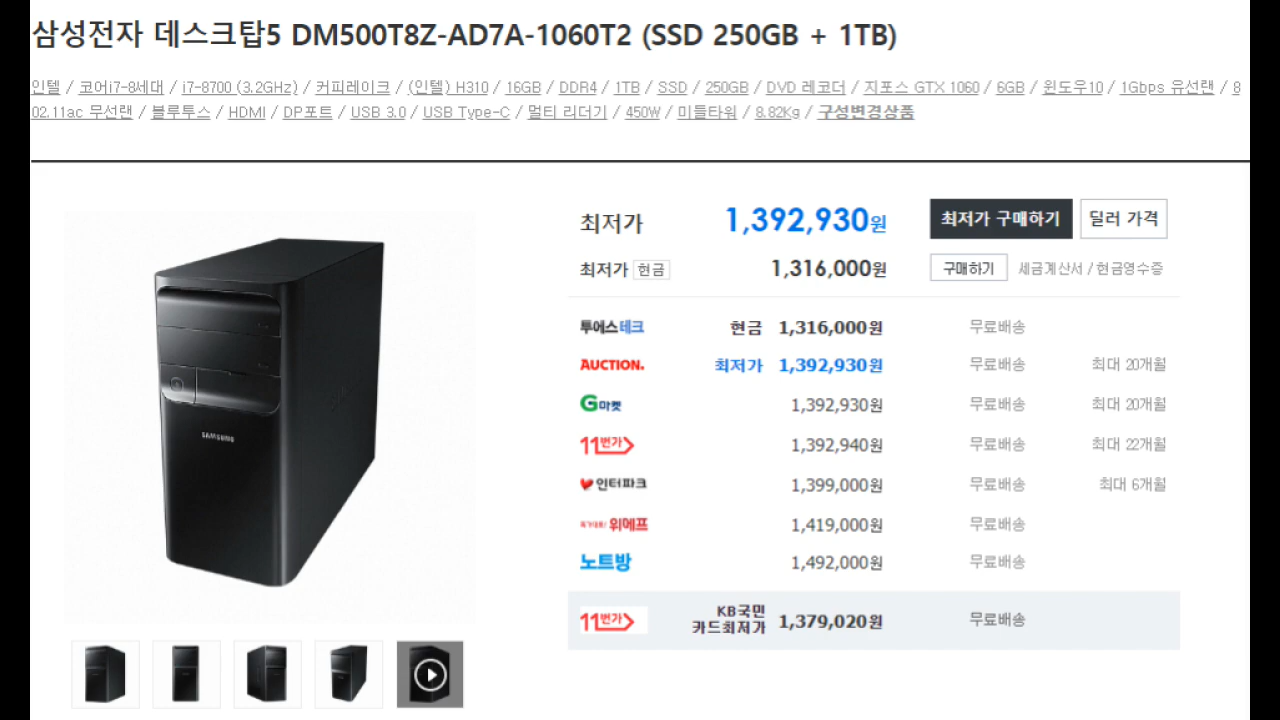 삼성전자 데스크탑5 DM500T8Z-AD7A-1060T2 (SSD 250GB + 1TB)
인텔 / 코어i7-8세대 / i7-8700 (3.2GHz) / 커피레이크 / (인텔) H310 / 16GB / DDR4 / 1TB / SSD / 250GB / DVD 레코더 / 지포스 GTX 1060 / 6GB / 윈도우10 / 1Gbps 유선랜 / 8
02.11ac 무선랜 / 블루투스 / HDMI / DP포트 / USB 3.0 / USB Type-C / 멀티 리더기 / 450W / 미들타워 / 8.82Kg / 구성변경상품
최저가 1,392,930원 최저가 구매하기 딜러 가격
최저가 현금 1,316,000원 구매하기 세금계산서 / 현금영수증
투에스테크 현금 1,316,000원 무료배송
AUCTION. 최저가 1,392,930원 무료배송 최대 20개월
G마켓 1,392,930원 무료배송 최대 20개월
11번가 1,392,940원 무료배송 최대 22개월
인터파크 1,399,000원 무료배송 최대 6개월
위메프 1,419,000원 무료배송
노트방 1,492,000원 무료배송
11번가 KB국민
카드최저가 1,379,020원 무료배송
SAMSUNG